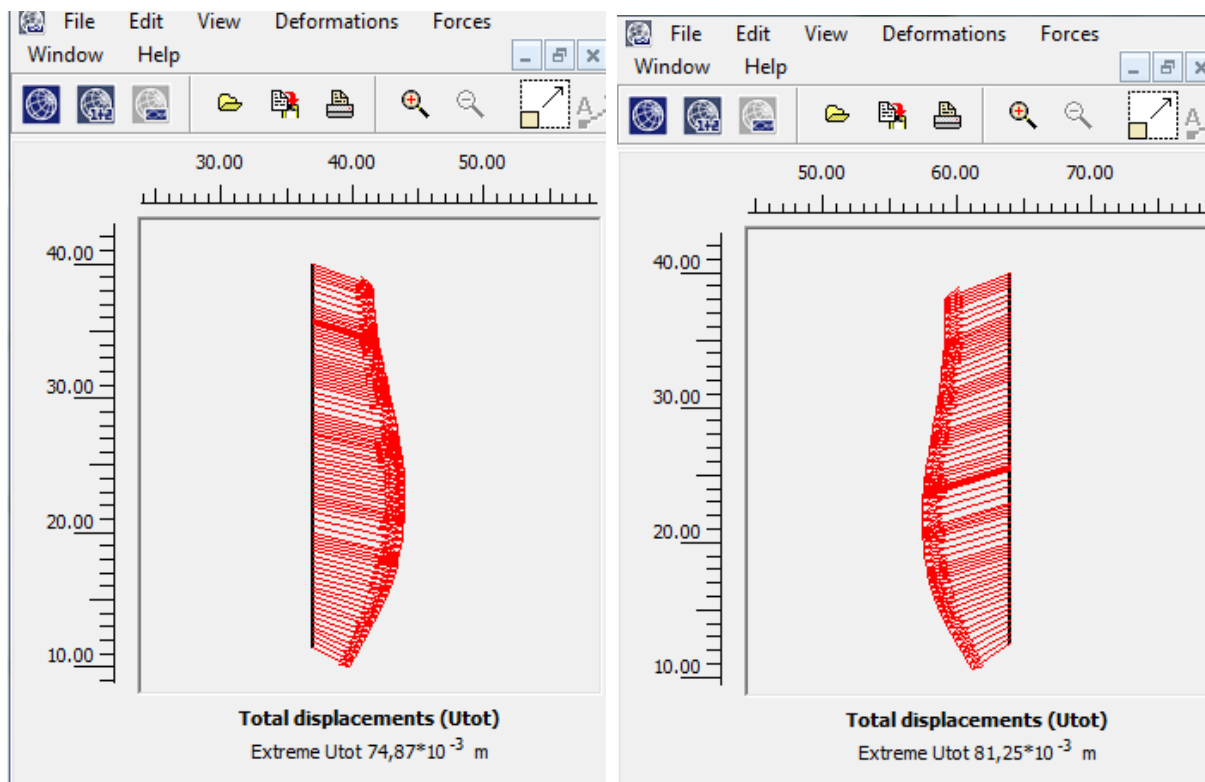 File Edit View Deformations Forces
Window Help
30.00 40.00 50.00
40.00
30.00
20.00
10.00
Total displacements (Utot)
Extreme Utot 74,87*10 -3 m
File Edit View Deformations Forces
Window Help
50.00 60.00 70.00
40.00
30.00
20.00
10.00
Total displacements (Utot)
Extreme Utot 81,25*10 -3 m